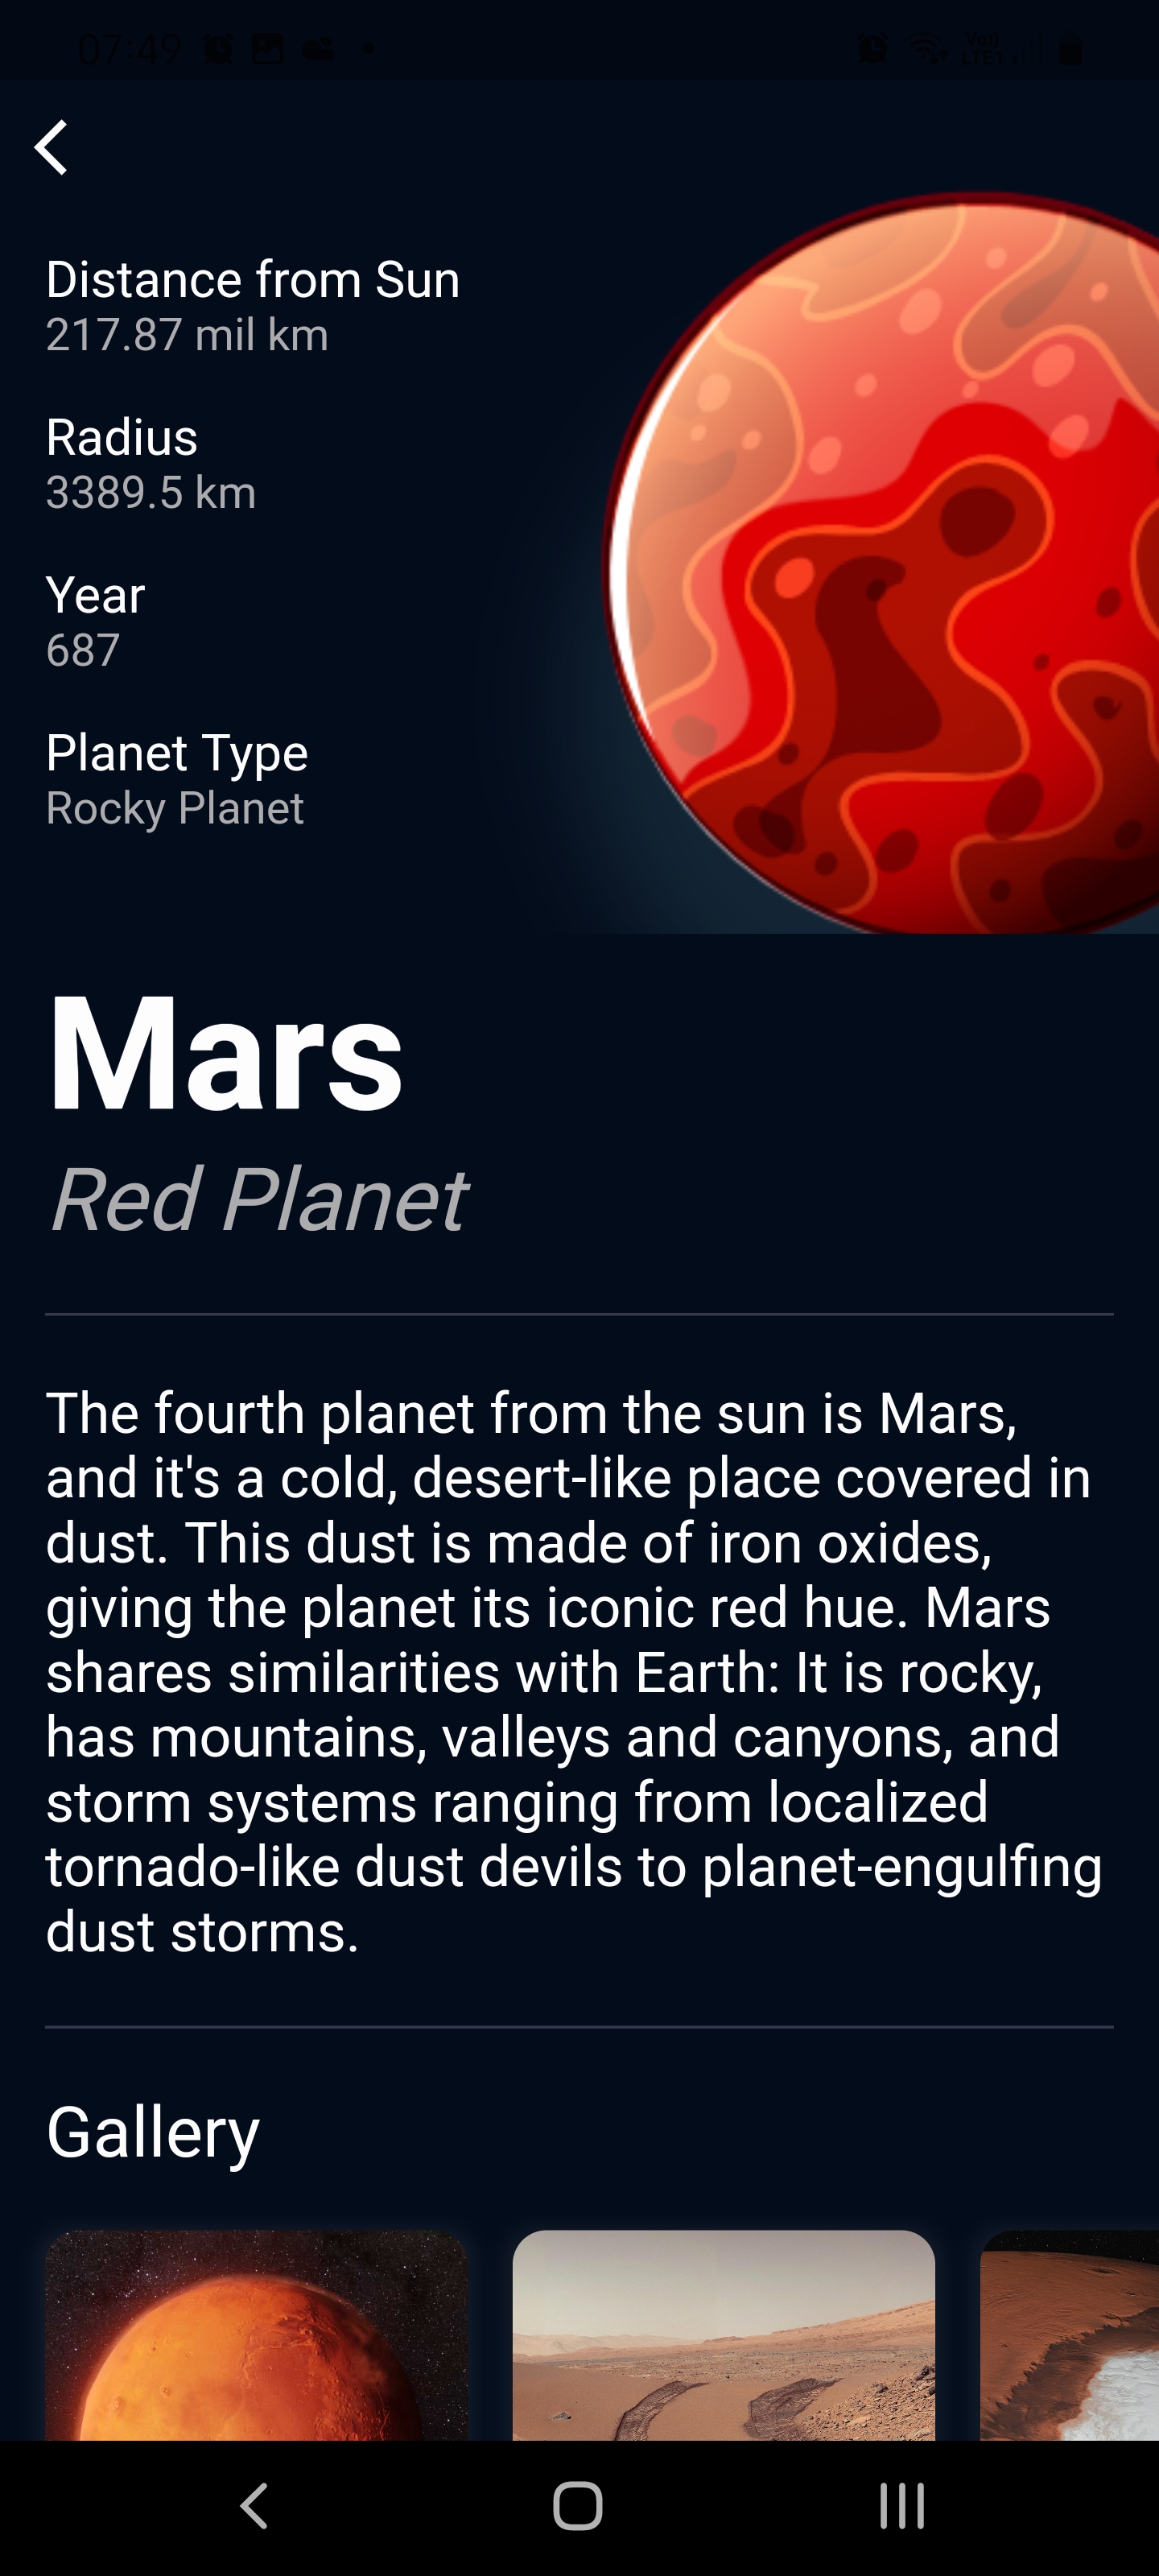 07:49
Vo))
LTE1
Distance from Sun
217.87 mil km
Radius
3389.5 km
Year
687
Planet Type
Rocky Planet
Mars
Red Planet
The fourth planet from the sun is Mars,
and it's a cold, desert-like place covered in
dust. This dust is made of iron oxides,
giving the planet its iconic red hue. Mars
shares similarities with Earth: It is rocky,
has mountains, valleys and canyons, and
storm systems ranging from localized
tornado-like dust devils to planet-engulfing
dust storms.
Gallery